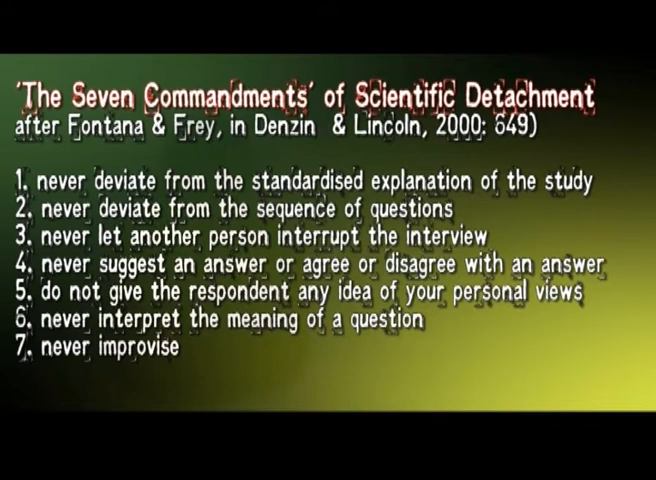 'The Seven Commandments' of Scientific Detachment
after Fontana & Frey, in Denzin & Lincoln, 2000: 649)
1. never deviate from the standardised explanation of the study
2. never deviate from the sequence of questions
3. never let another person interrupt the interview
4. never suggest an answer or agree or disagree with an answer
5. do not give the respondent any idea of your personal views
6. never interpret the meaning of a question
7. never improvise